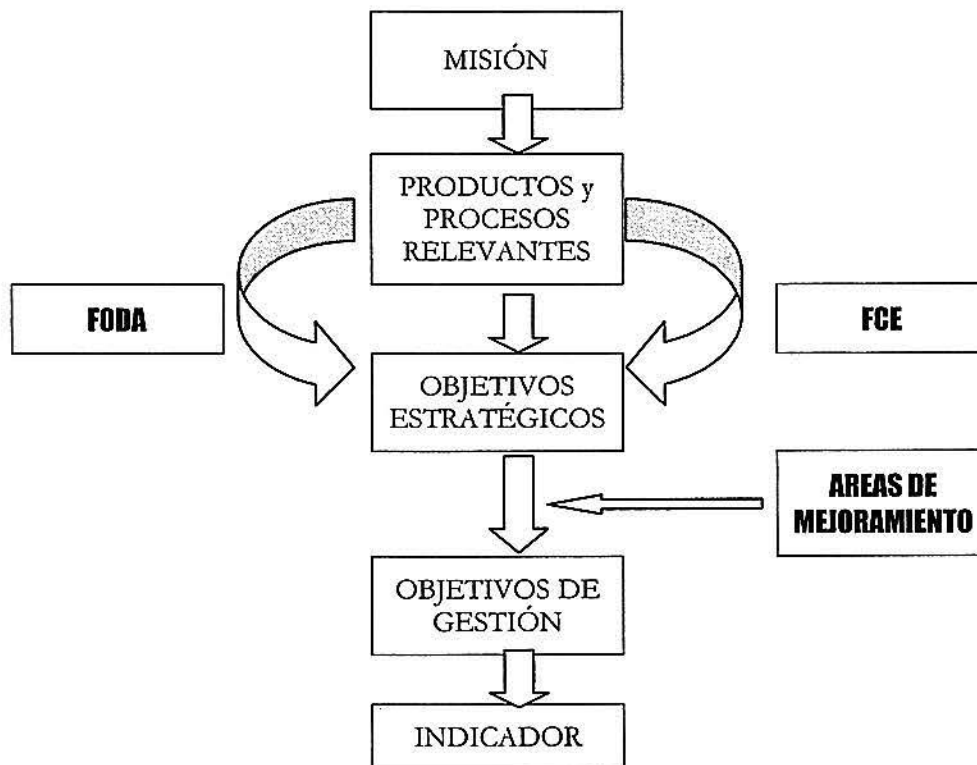 MISIÓN
PRODUCTOS y
PROCESOS
RELEVANTES
FODA
FCE
OBJETIVOS
ESTRATÉGICOS
AREAS DE
MEJORAMIENTO
OBJETIVOS DE
GESTIÓN
INDICADOR